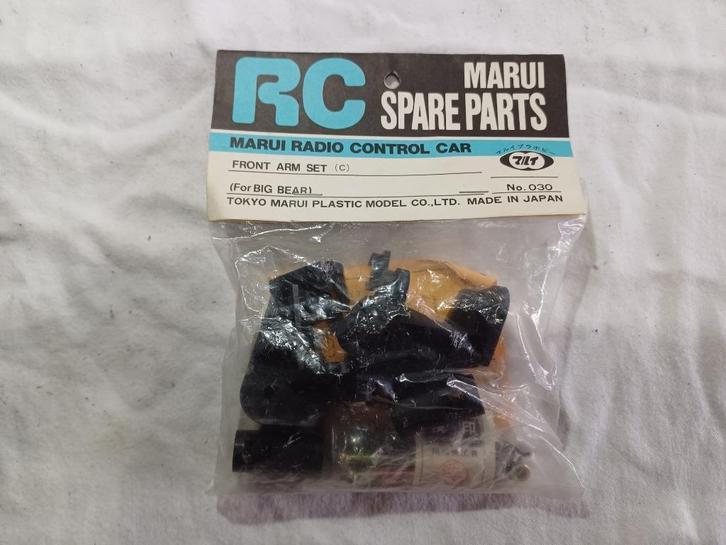 RC
MARUI
SPARE PARTS
MARUI RADIO CONTROL CAR
マルイプラホビー
マルイ
FRONT ARM SET (C)
(For BIG BEAR)
No.030
TOKYO MARUI PLASTIC MODEL CO.,LTD. MADE IN JAPAN